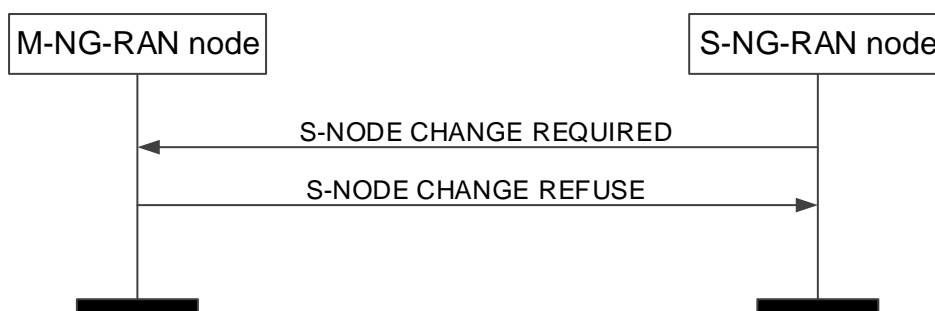 M-NG-RAN node
S-NG-RAN node
S-NODE CHANGE REQUIRED
S-NODE CHANGE REFUSE